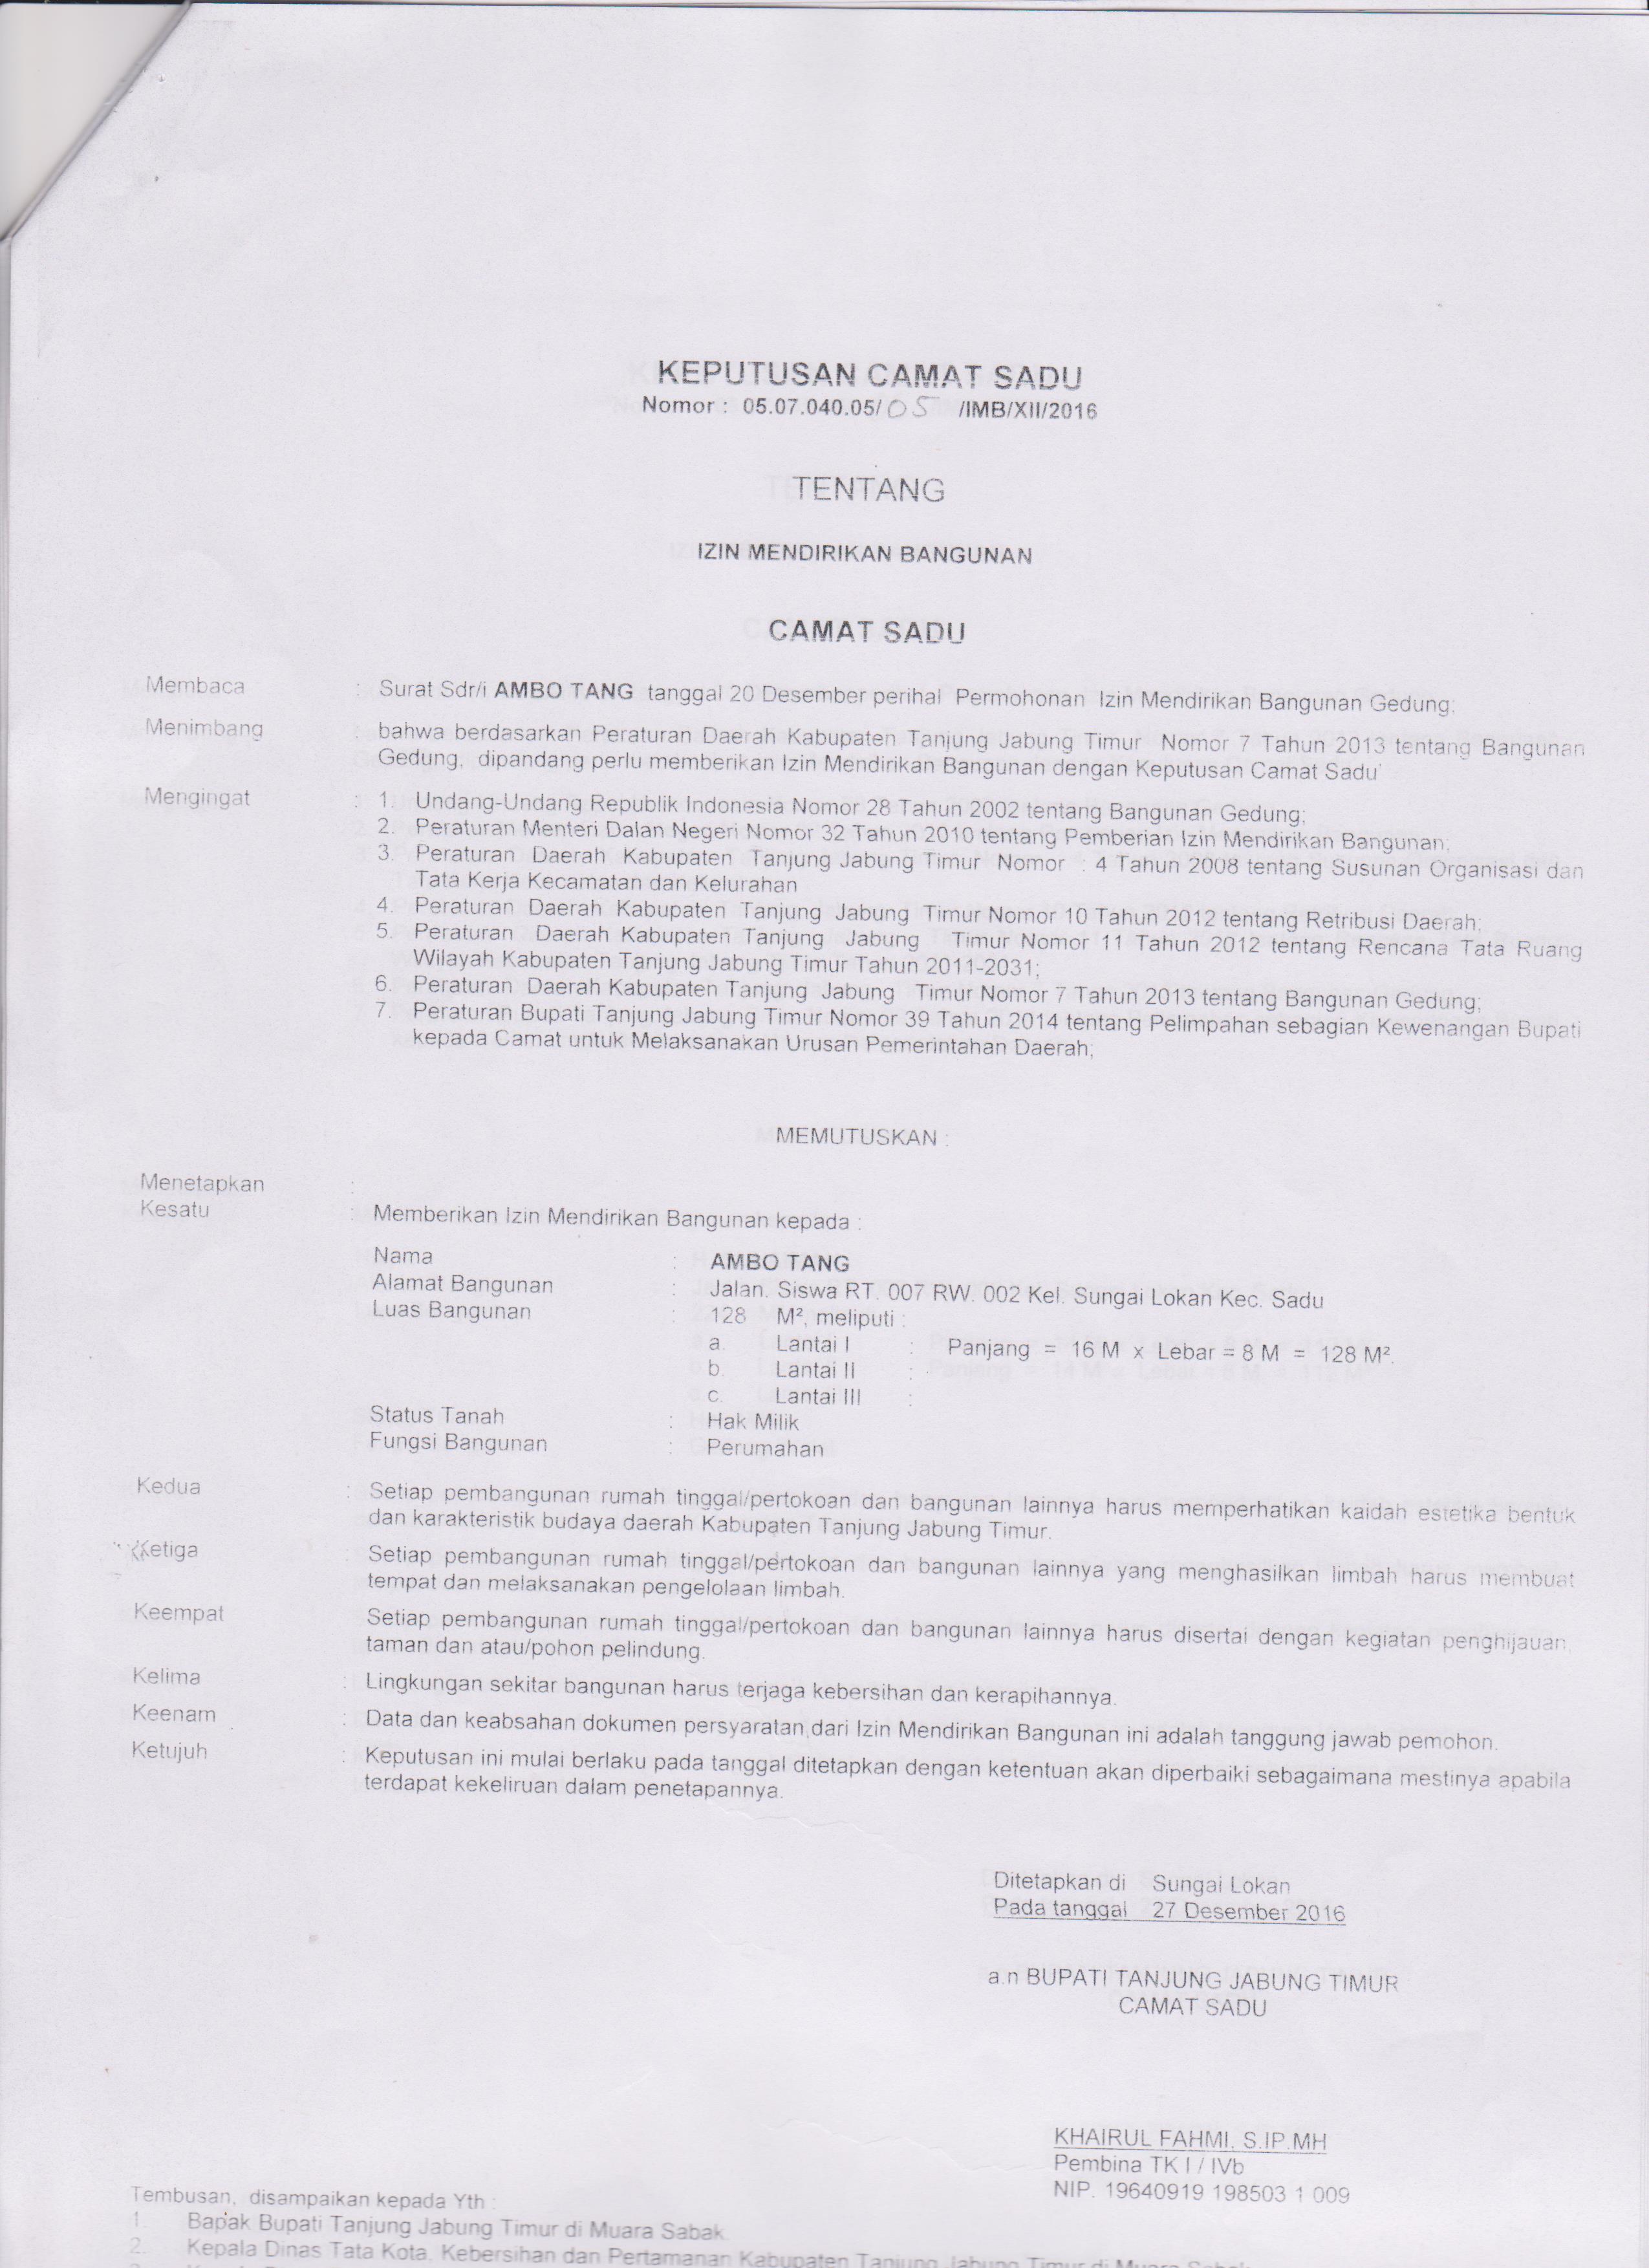 KEPUTUSAN CAMAT SADU
Nomor : 05.07.040.05/05 /IMB/XII/2016
TENTANG
IZIN MENDIRIKAN BANGUNAN
CAMAT SADU
Membaca : Surat Sdr/i AMBO TANG tanggal 20 Desember perihal Permohonan Izin Mendirikan Bangunan Gedung;
Menimbang : bahwa berdasarkan Peraturan Daerah Kabupaten Tanjung Jabung Timur Nomor 7 Tahun 2013 tentang Bangunan
Gedung, dipandang perlu memberikan Izin Mendirikan Bangunan dengan Keputusan Camat Sadu
Mengingat : 1. Undang-Undang Republik Indonesia Nomor 28 Tahun 2002 tentang Bangunan Gedung;
2. Peraturan Menteri Dalan Negeri Nomor 32 Tahun 2010 tentang Pemberian Izin Mendirikan Bangunan;
3. Peraturan Daerah Kabupaten Tanjung Jabung Timur Nomor : 4 Tahun 2008 tentang Susunan Organisasi dan
Tata Kerja Kecamatan dan Kelurahan
4. Peraturan Daerah Kabupaten Tanjung Jabung Timur Nomor 10 Tahun 2012 tentang Retribusi Daerah;
5. Peraturan Daerah Kabupaten Tanjung Jabung Timur Nomor 11 Tahun 2012 tentang Rencana Tata Ruang
Wilayah Kabupaten Tanjung Jabung Timur Tahun 2011-2031;
6. Peraturan Daerah Kabupaten Tanjung Jabung Timur Nomor 7 Tahun 2013 tentang Bangunan Gedung;
7. Peraturan Bupati Tanjung Jabung Timur Nomor 39 Tahun 2014 tentang Pelimpahan sebagian Kewenangan Bupati
kepada Camat untuk Melaksanakan Urusan Pemerintahan Daerah;
MEMUTUSKAN :
Menetapkan :
Kesatu : Memberikan Izin Mendirikan Bangunan kepada :
Nama : AMBO TANG
Alamat Bangunan : Jalan. Siswa RT. 007 RW. 002 Kel. Sungai Lokan Kec. Sadu
Luas Bangunan : 128 M², meliputi :
a. Lantai I : Panjang = 16 M x Lebar = 8 M = 128 M².
b. Lantai II :
c. Lantai III :
Status Tanah : Hak Milik
Fungsi Bangunan : Perumahan
Kedua : Setiap pembangunan rumah tinggal/pertokoan dan bangunan lainnya harus memperhatikan kaidah estetika bentuk
dan karakteristik budaya daerah Kabupaten Tanjung Jabung Timur.
Ketiga : Setiap pembangunan rumah tinggal/pertokoan dan bangunan lainnya yang menghasilkan limbah harus membuat
tempat dan melaksanakan pengelolaan limbah.
Keempat Setiap pembangunan rumah tinggal/pertokoan dan bangunan lainnya harus disertai dengan kegiatan penghijauan,
taman dan atau/pohon pelindung.
Kelima : Lingkungan sekitar bangunan harus terjaga kebersihan dan kerapihannya.
Keenam : Data dan keabsahan dokumen persyaratan dari Izin Mendirikan Bangunan ini adalah tanggung jawab pemohon.
Ketujuh : Keputusan ini mulai berlaku pada tanggal ditetapkan dengan ketentuan akan diperbaiki sebagaimana mestinya apabila
terdapat kekeliruan dalam penetapannya.
Ditetapkan di Sungai Lokan
Pada tanggal 27 Desember 2016
a.n BUPATI TANJUNG JABUNG TIMUR
CAMAT SADU
KHAIRUL FAHMI, S.IP.MH
Pembina TK I / IVb
NIP. 19640919 198503 1 009
Tembusan, disampaikan kepada Yth :
1. Bapak Bupati Tanjung Jabung Timur di Muara Sabak
2. Kepala Dinas Tata Kota, Kebersihan dan Pertamanan Kabupaten Tanjung Jabung Timur di Muara Sabak